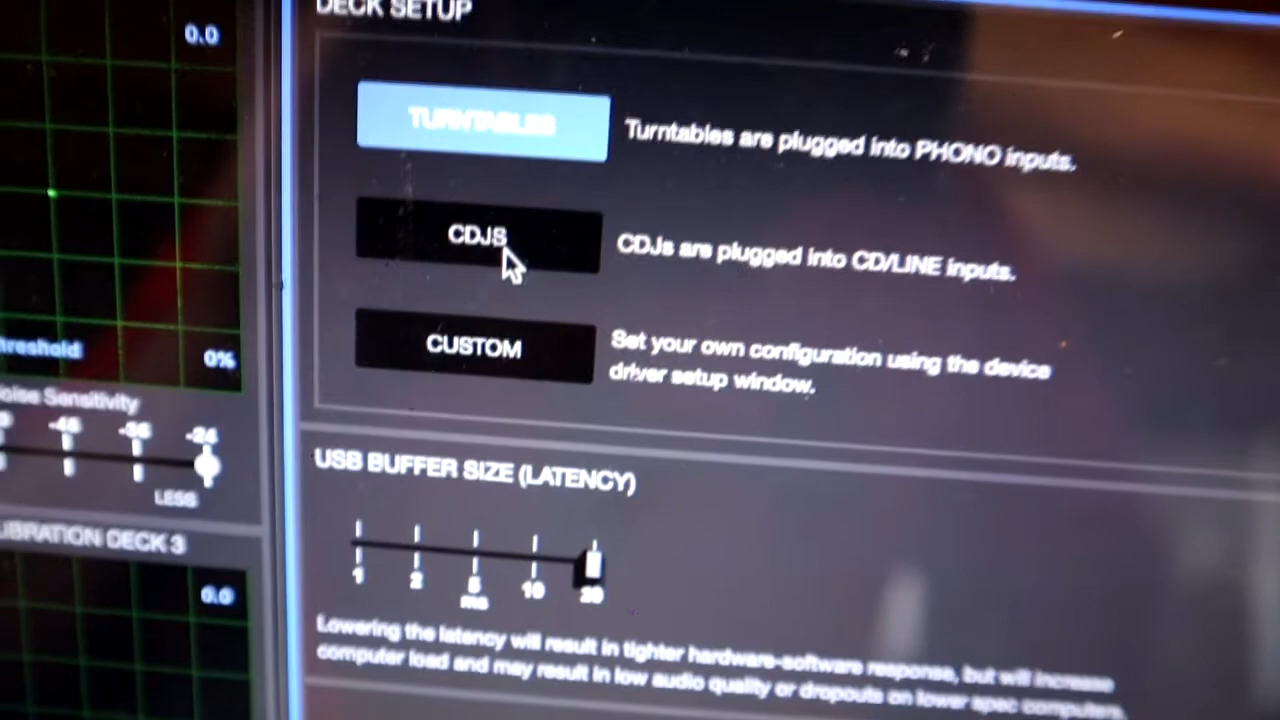 DECK SETUP
0.0
TURNTABLES
Turntables are plugged into PHONO inputs.
CDJS
CDJs are plugged into CD/LINE inputs.
CUSTOM
Set your own configuration using the device
driver setup window.
0%
Sensitivity
-48 -36 -24
LESS
USB BUFFER SIZE (LATENCY)
1 2 5 10 20
ms
DECK 3
0.0
Lowering the latency will result in tighter hardware-software response, but will increase
computer load and may result in low audio quality or dropouts on lower spec computers.